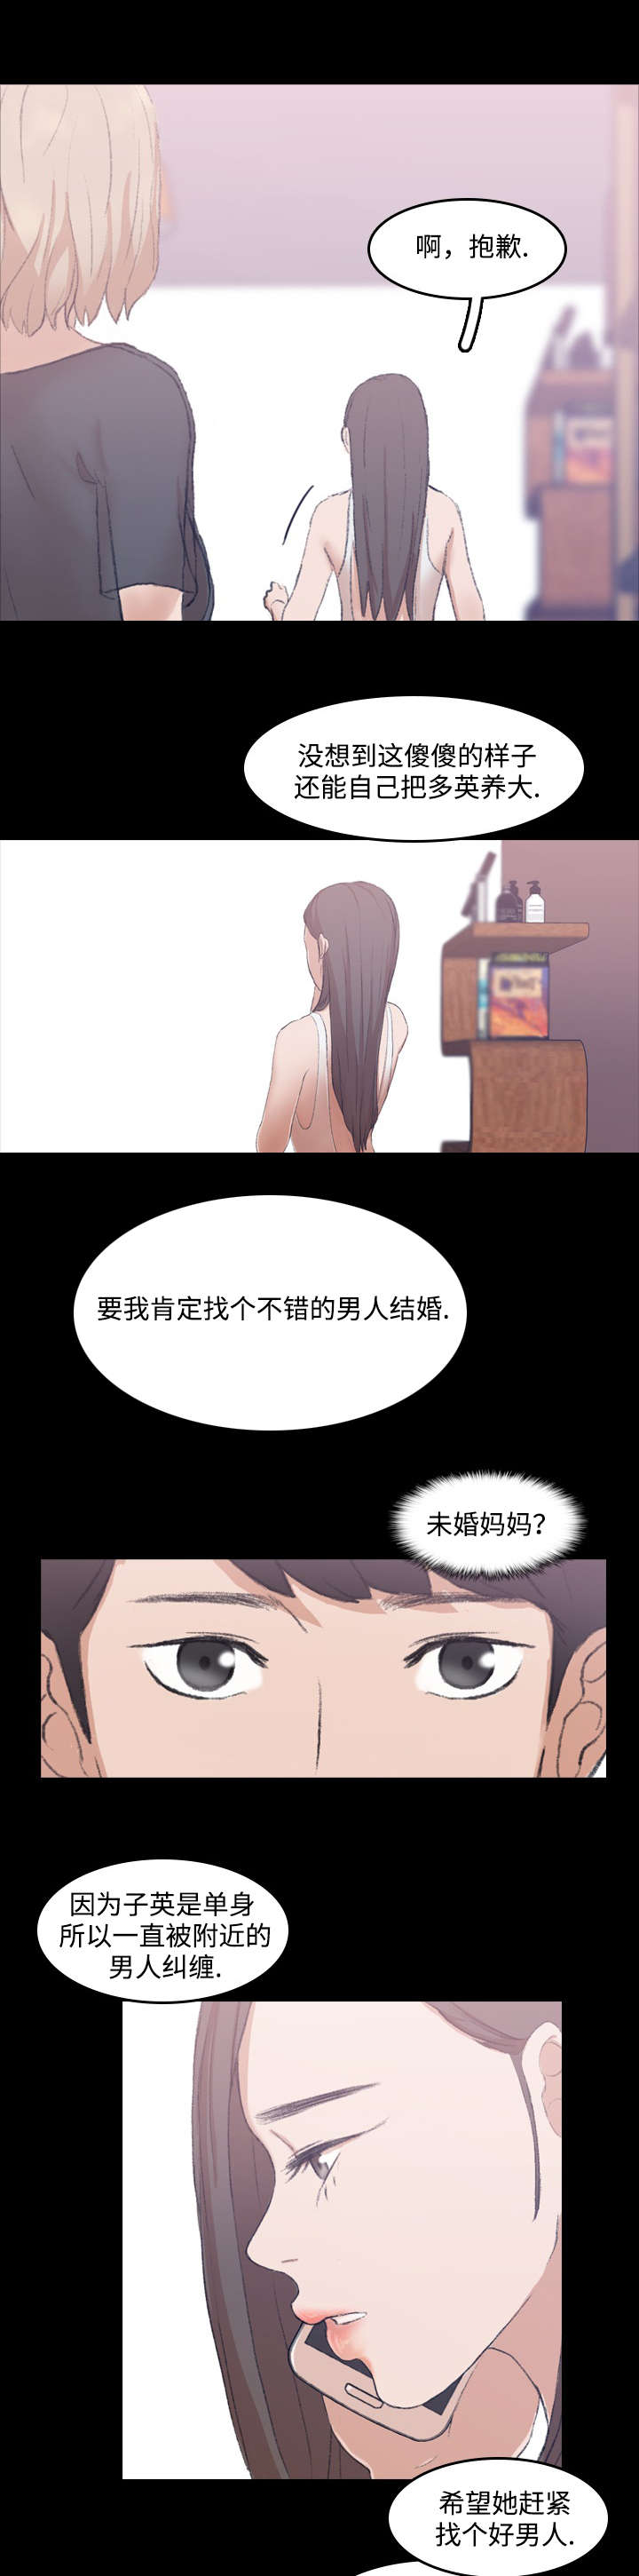 啊，抱歉.
没想到这傻傻的样子
还能自己把多英养大.
要我肯定找个不错的男人结婚.
未婚妈妈？
因为子英是单身
所以一直被附近的
男人纠缠.
希望她赶紧
找个好男人.